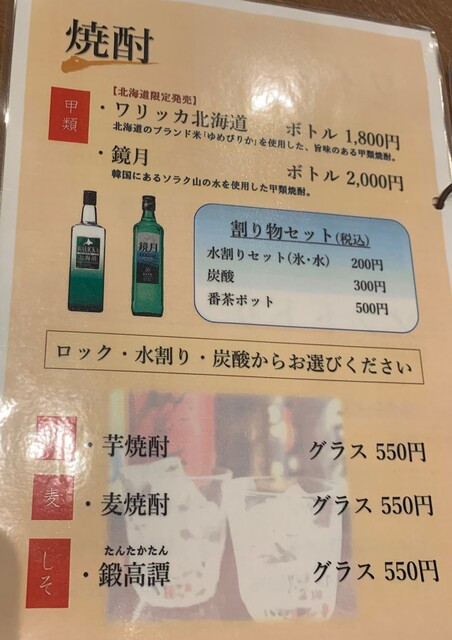 焼酎
甲類
【北海道限定発売】
・ワリッカ北海道 ボトル 1,800円
北海道のブランド米「ゆめぴりか」を使用した、旨味のある甲類焼酎。
・鏡月 ボトル 2,000円
韓国にあるソラク山の水を使用した甲類焼酎。
WALICKA
北海道
鏡月
割り物セット(税込)
水割りセット(氷・水) 200円
炭酸 300円
番茶ポット 500円
ロック・水割り・炭酸からお選びください
・芋焼酎 グラス 550円
麦
・麦焼酎 グラス 550円
しそ
たんたかたん
・鍛高譚 グラス 550円